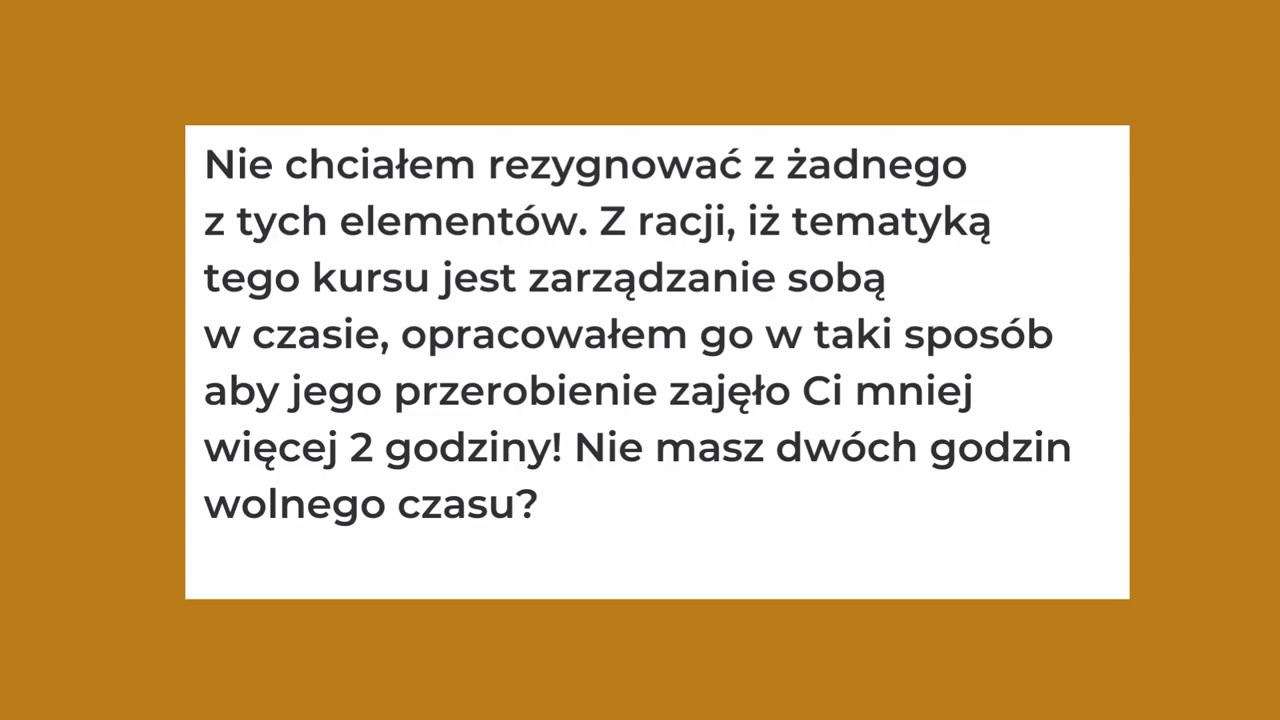 Nie chciałem rezygnować z żadnego
z tych elementów. Z racji, iż tematyką
tego kursu jest zarządzanie sobą
w czasie, opracowałem go w taki sposób
aby jego przerobienie zajęło Ci mniej
więcej 2 godziny! Nie masz dwóch godzin
wolnego czasu?